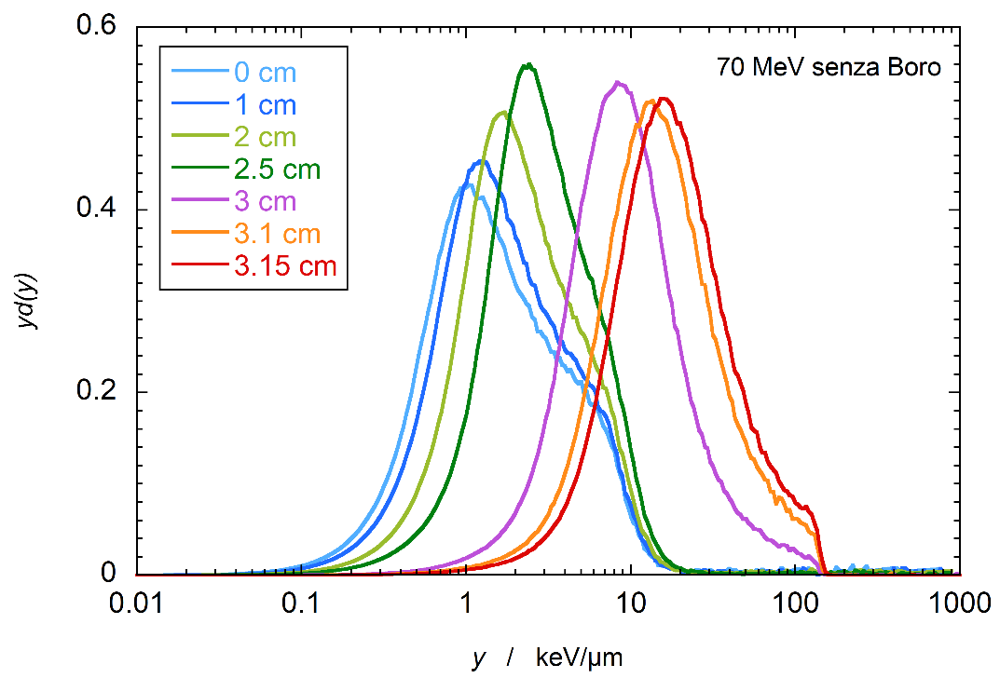 0.6
0.4
0.2
0
yd(y)
0 cm
1 cm
2 cm
2.5 cm
3 cm
3.1 cm
3.15 cm
70 MeV senza Boro
0.01 0.1 1 10 100 1000
y / keV/μm